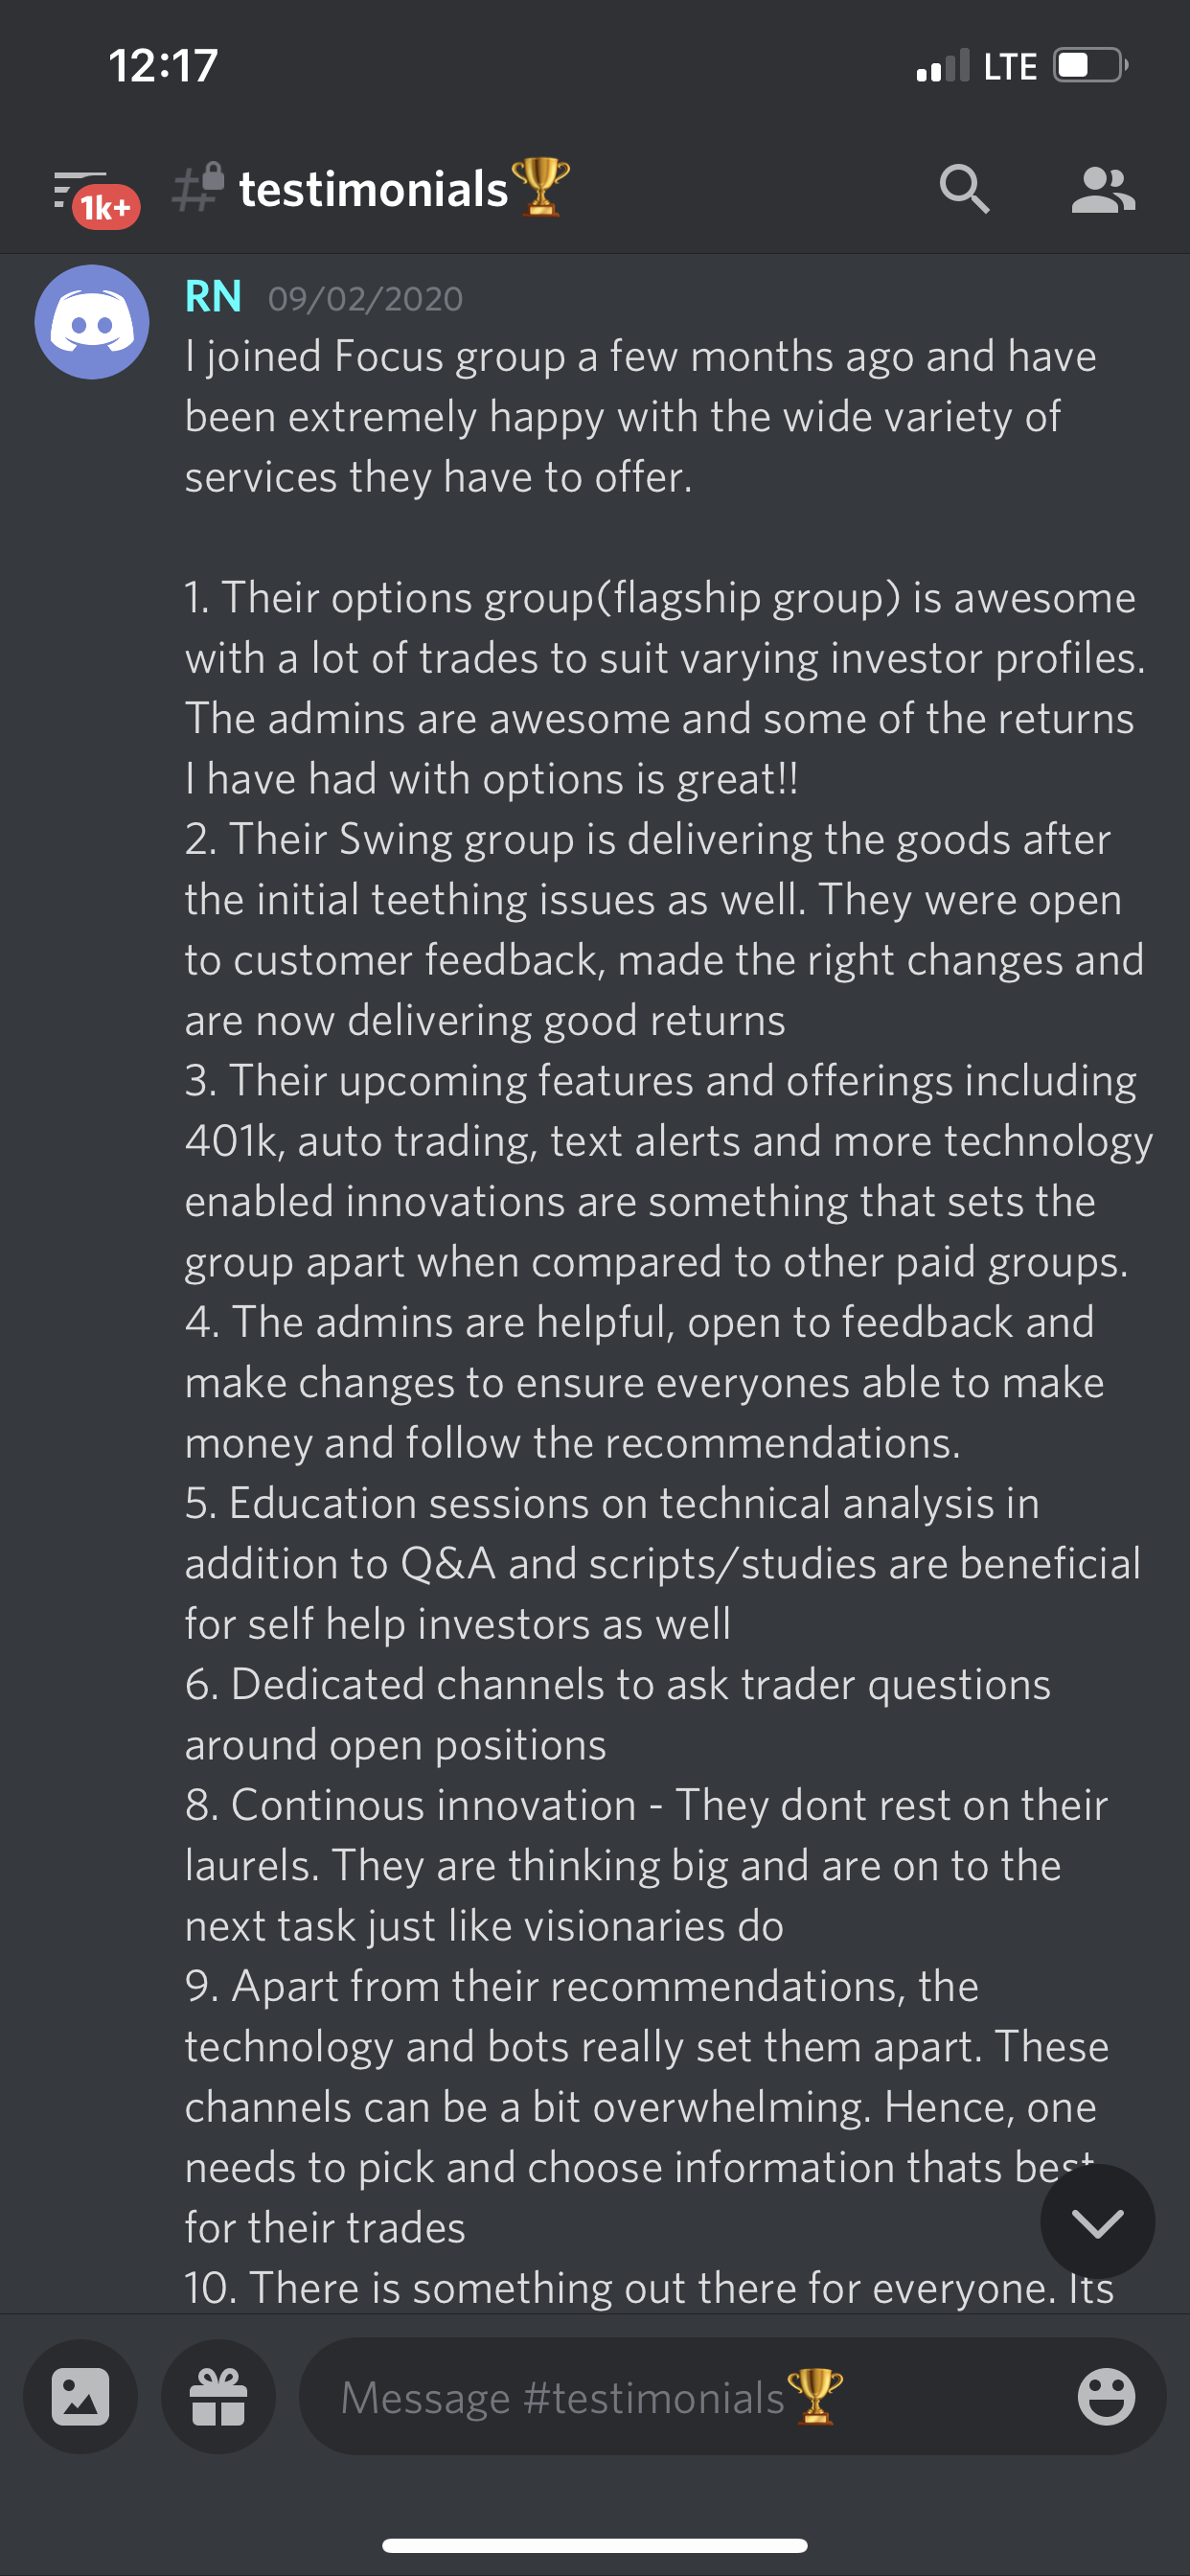 12:17
LTE
1k+
# testimonials🏆
RN 09/02/2020
I joined Focus group a few months ago and have
been extremely happy with the wide variety of
services they have to offer.
1. Their options group(flagship group) is awesome
with a lot of trades to suit varying investor profiles.
The admins are awesome and some of the returns
I have had with options is great!!
2. Their Swing group is delivering the goods after
the initial teething issues as well. They were open
to customer feedback, made the right changes and
are now delivering good returns
3. Their upcoming features and offerings including
401k, auto trading, text alerts and more technology
enabled innovations are something that sets the
group apart when compared to other paid groups.
4. The admins are helpful, open to feedback and
make changes to ensure everyones able to make
money and follow the recommendations.
5. Education sessions on technical analysis in
addition to Q&A and scripts/studies are beneficial
for self help investors as well
6. Dedicated channels to ask trader questions
around open positions
8. Continous innovation - They dont rest on their
laurels. They are thinking big and are on to the
next task just like visionaries do
9. Apart from their recommendations, the
technology and bots really set them apart. These
channels can be a bit overwhelming. Hence, one
needs to pick and choose information thats best
for their trades
10. There is something out there for everyone. Its
Message #testimonials🏆